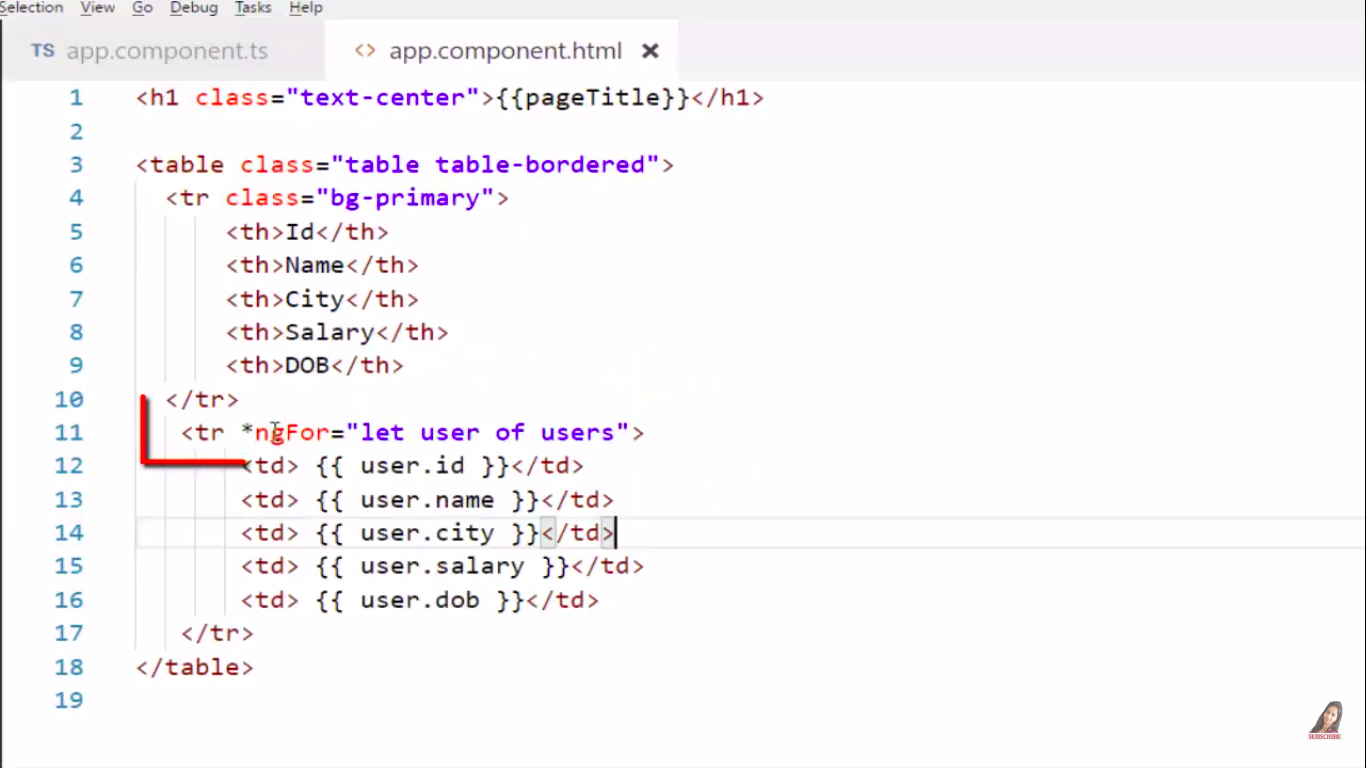 Selection View Go Debug Tasks Help
TS app.component.ts <> app.component.html ×
1 <h1 class="text-center">{{pageTitle}}</h1>
2
3 <table class="table table-bordered">
4 <tr class="bg-primary">
5 <th>Id</th>
6 <th>Name</th>
7 <th>City</th>
8 <th>Salary</th>
9 <th>DOB</th>
10 </tr>
11 <tr *ngFor="let user of users">
12 <td> {{ user.id }}</td>
13 <td> {{ user.name }}</td>
14 <td> {{ user.city }}</td>
15 <td> {{ user.salary }}</td>
16 <td> {{ user.dob }}</td>
17 </tr>
18 </table>
19
SUBSCRIBE